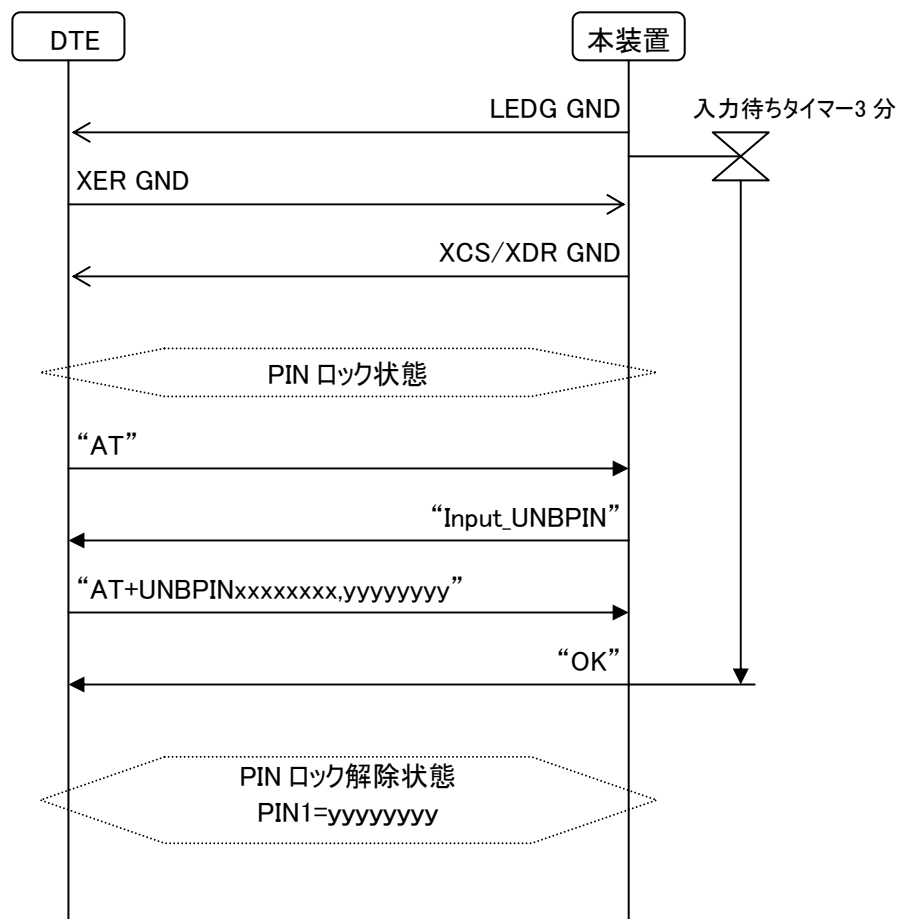 DTE
本装置
LEDG GND
入力待ちタイマー3 分
XER GND
XCS/XDR GND
PIN ロック状態
“AT”
“Input_UNBPIN”
“AT+UNBPINxxxxxxxx,yyyyyyyy”
“OK”
PIN ロック解除状態
PIN1=yyyyyyyy